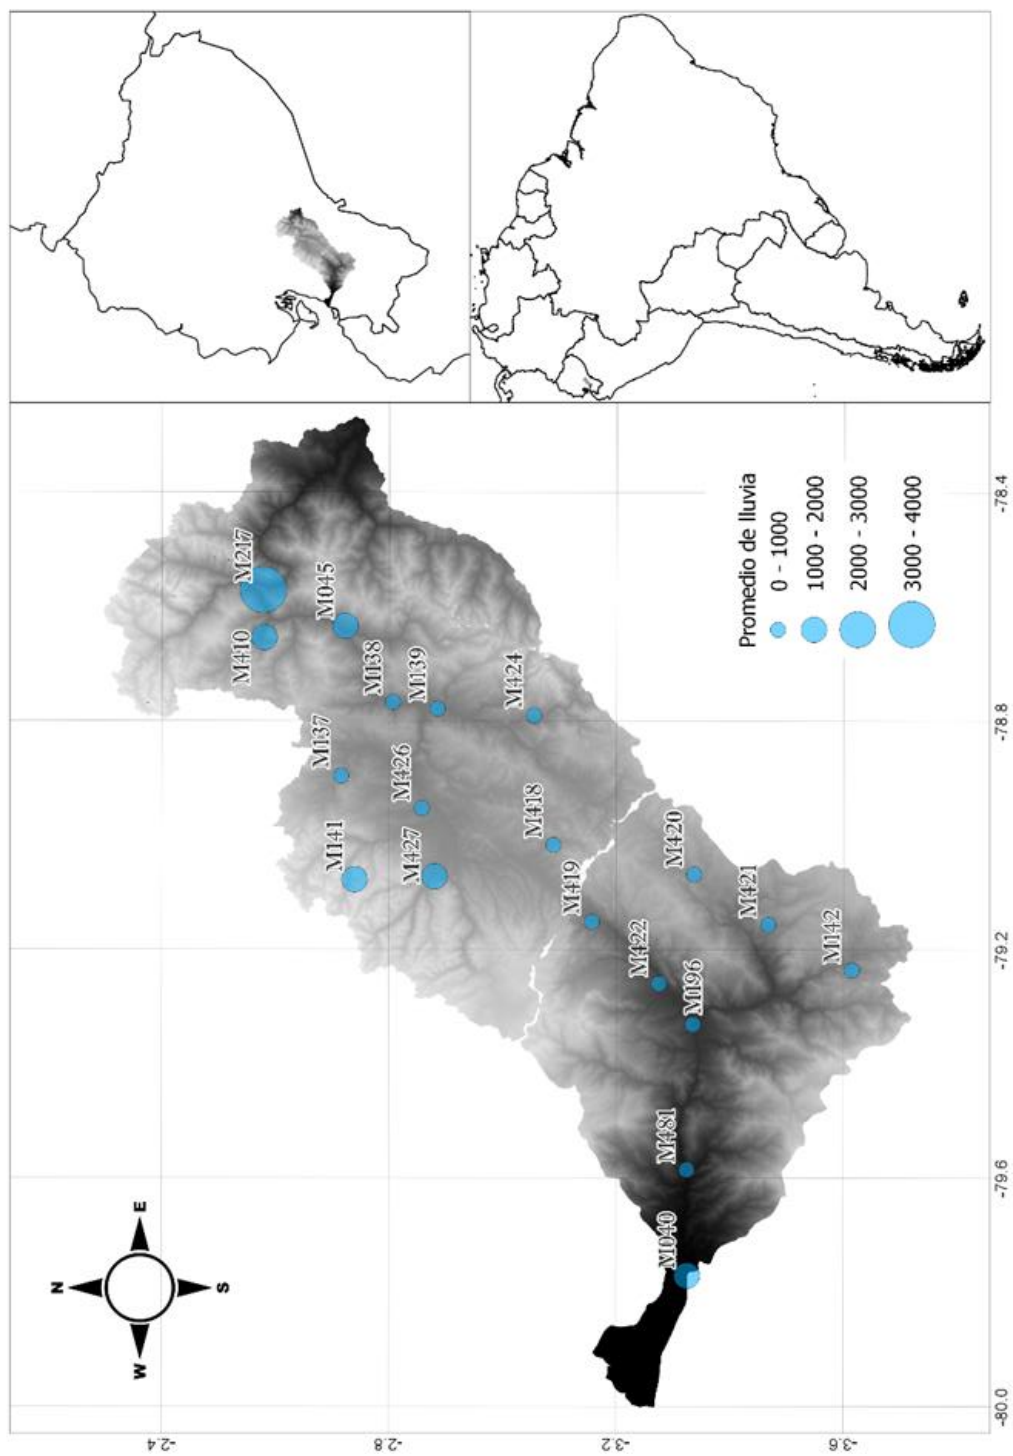 N
W
E
S
M217
M410
M045
M138
M139
M424
M137
M426
M418
M141
M427
M419
M420
M421
M422
M196
M142
M481
M040
Promedio de lluvia
0 - 1000
1000 - 2000
2000 - 3000
3000 - 4000
-2.4
-2.8
-3.2
-3.6
-80.0
-79.6
-79.2
-78.8
-78.4